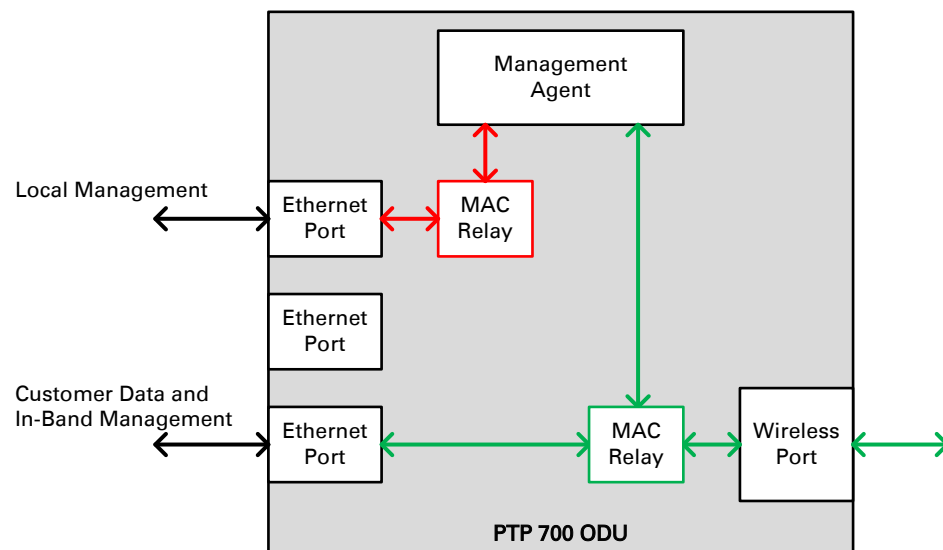 Management
Agent
Local Management
Ethernet
Port
MAC
Relay
Ethernet
Port
Customer Data and
In-Band Management
Ethernet
Port
MAC
Relay
Wireless
Port
PTP 700 ODU